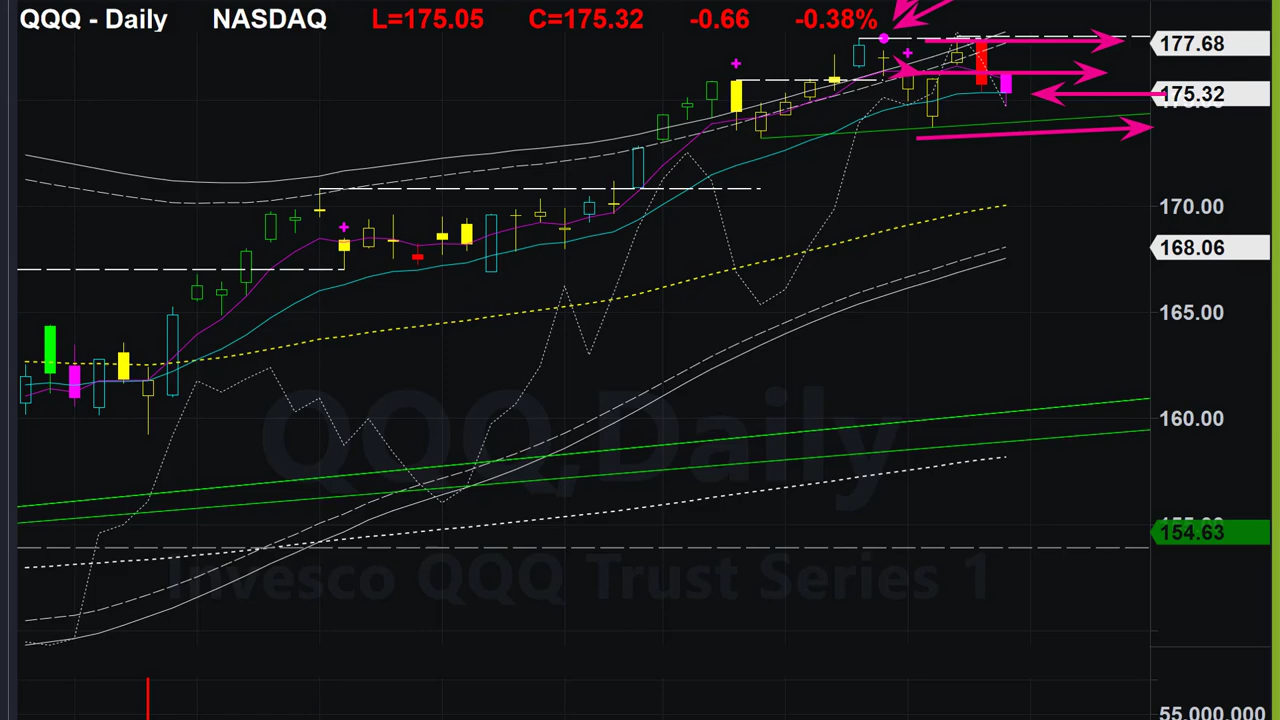 QQQ - Daily NASDAQ L=175.05 C=175.32 -0.66 -0.38%
177.68
175.32
170.00
168.06
165.00
160.00
154.63
QQQ,Daily
Invesco QQQ Trust Series 1
55,000,000